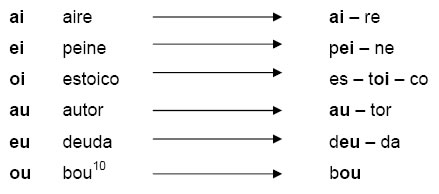 ai aire ai – re
ei peine pei – ne
oi estoico es – toi – co
au autor au – tor
eu deuda deu – da
ou bou10 bou